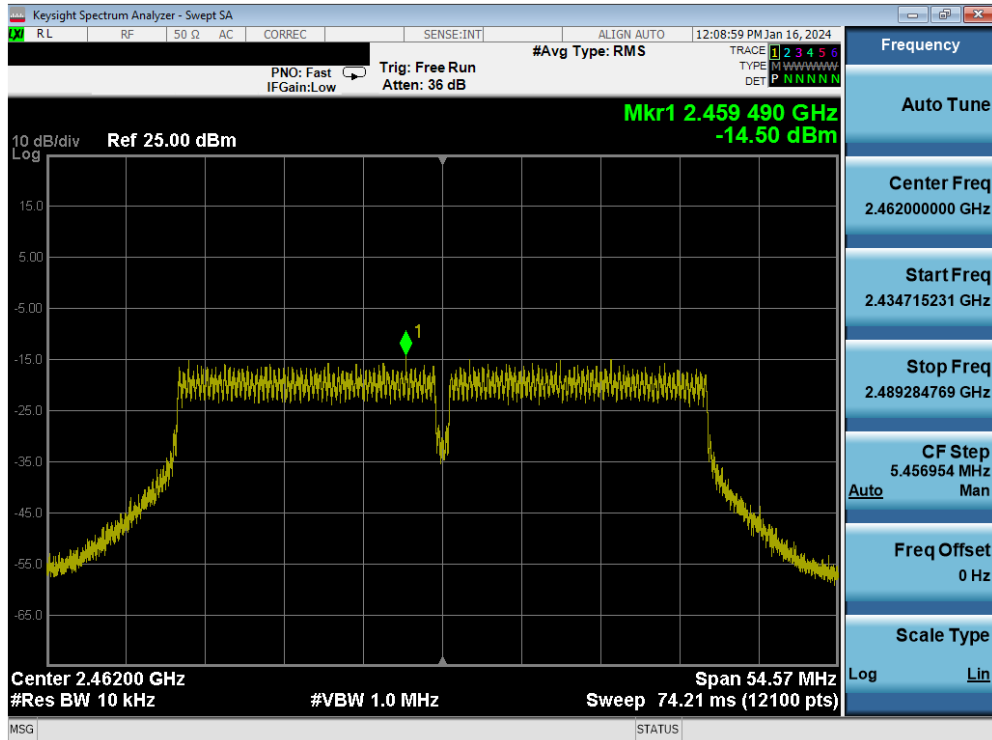 Keysight Spectrum Analyzer - Swept SA
LXI RL RF 50 Ω AC CORREC SENSE:INT ALIGN AUTO 12:08:59 PM Jan 16, 2024
#Avg Type: RMS TRACE 1 2 3 4 5 6
PNO: Fast Trig: Free Run TYPE M WWWWW
IFGain:Low Atten: 36 dB DET P N N N N N
Mkr1 2.459 490 GHz
-14.50 dBm
10 dB/div Ref 25.00 dBm
Log
15.0
5.00
-5.00
1
-15.0
-25.0
-35.0
-45.0
-55.0
-65.0
Center 2.46200 GHz Span 54.57 MHz
#Res BW 10 kHz #VBW 1.0 MHz Sweep 74.21 ms (12100 pts)
MSG STATUS
Frequency
Auto Tune
Center Freq
2.462000000 GHz
Start Freq
2.434715231 GHz
Stop Freq
2.489284769 GHz
CF Step
5.456954 MHz
Auto Man
Freq Offset
0 Hz
Scale Type
Log Lin